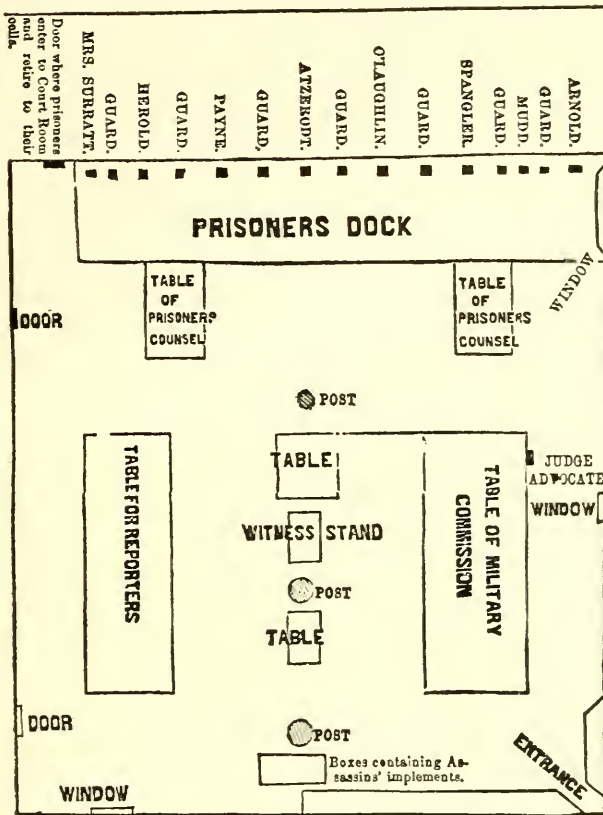 Door where prisoners
enter to Court Room
and retire to their
cells.
MRS. SURRATT.
GUARD.
HEROLD.
GUARD.
PAYNE.
GUARD,
ATZERODT.
GUARD.
O'LAUGHLIN.
GUARD.
SPANGLER.
GUARD.
MUDD.
GUARD.
ARNOLD.
PRISONERS DOCK
TABLE
OF
PRISONERS
COUNSEL
TABLE
OF
PRISONERS
COUNSEL
WINDOW
DOOR
POST
TABLE FOR REPORTERS
TABLE
TABLE OF MILITARY
COMMISSION
JUDGE
ADVOCATE
WINDOW
WITNESS STAND
POST
TABLE
DOOR
POST
Boxes containing As-
sassins' implements.
ENTRANCE
WINDOW